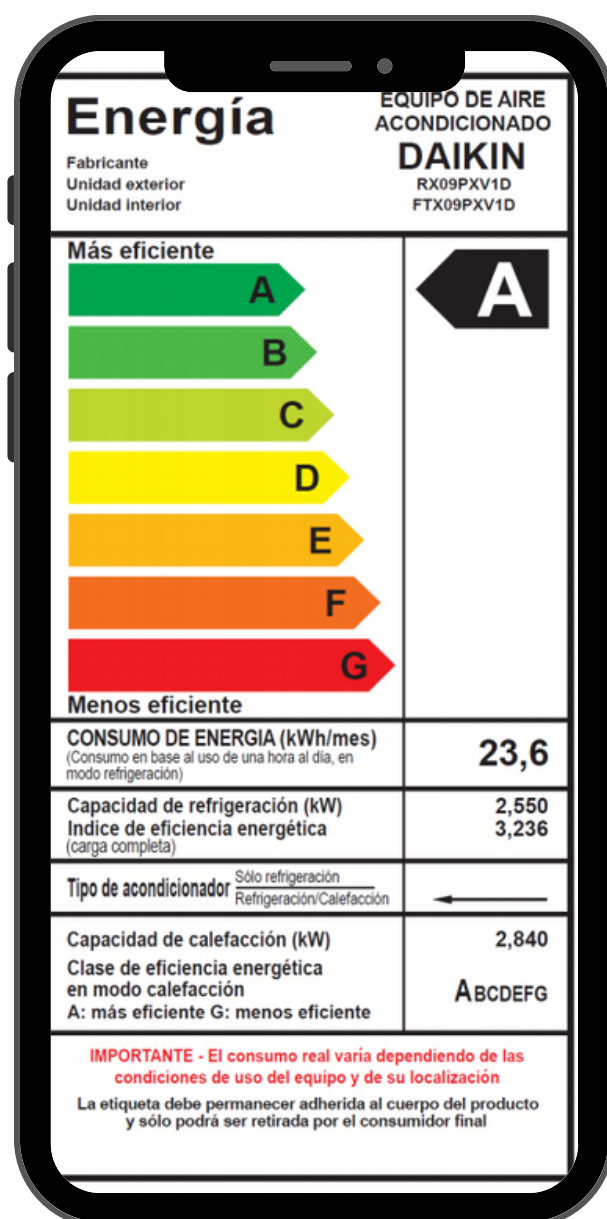 Energía
EQUIPO DE AIRE
ACONDICIONADO
DAIKIN
Fabricante
Unidad exterior
RX09PXV1D
Unidad interior
FTX09PXV1D
Más eficiente
A
A
B
C
D
E
F
G
Menos eficiente
CONSUMO DE ENERGIA (kWh/mes)
(Consumo en base al uso de una hora al día, en
modo refrigeración)
23,6
Capacidad de refrigeración (kW)
2,550
Indice de eficiencia energética
3,236
(carga completa)
Tipo de acondicionador
Sólo refrigeración
Refrigeración/Calefacción
Capacidad de calefacción (kW)
2,840
Clase de eficiencia energética
en modo calefacción
A: más eficiente G: menos eficiente
ABCDEFG
IMPORTANTE - El consumo real varía dependiendo de las
condiciones de uso del equipo y de su localización
La etiqueta debe permanecer adherida al cuerpo del producto
y sólo podrá ser retirada por el consumidor final